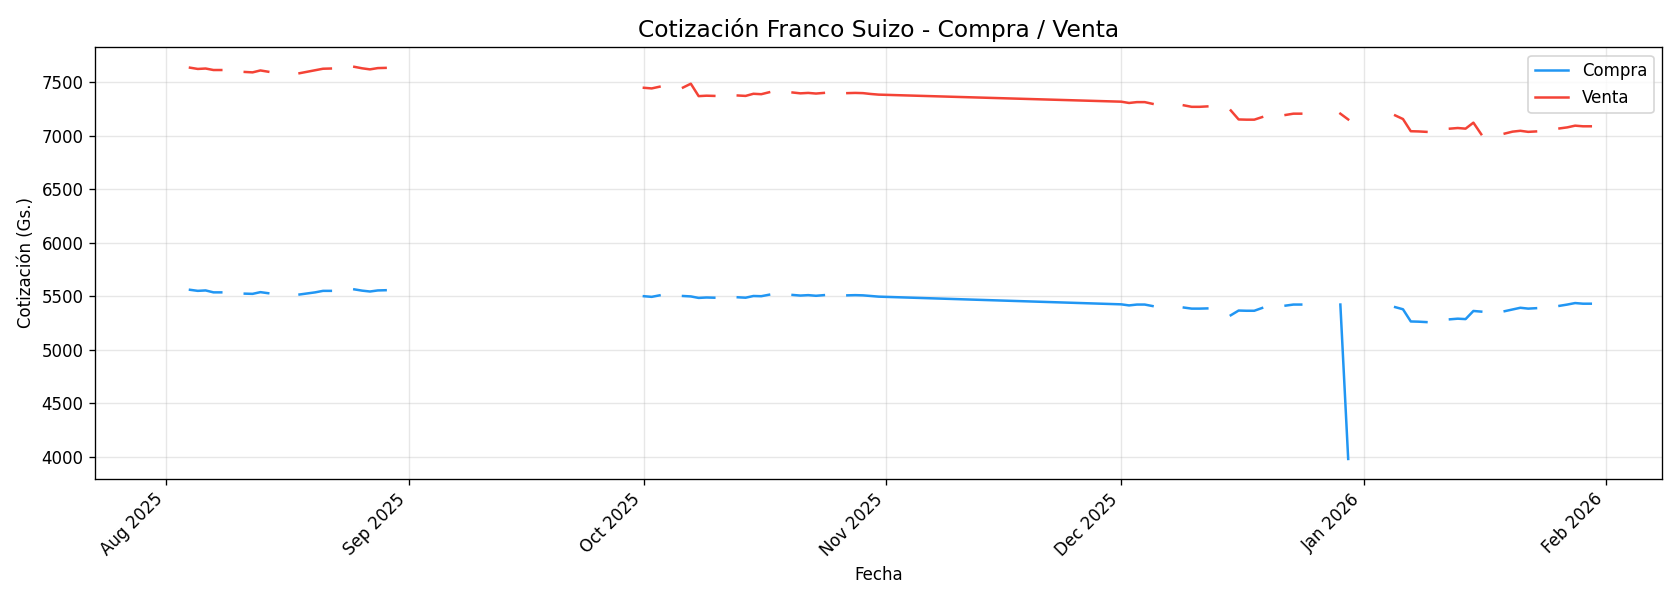 Cotización Franco Suizo - Compra / Venta
Compra
Venta
Cotización (Gs.)
7500
7000
6500
6000
5500
5000
4500
4000
Aug 2025
Sep 2025
Oct 2025
Nov 2025
Dec 2025
Jan 2026
Feb 2026
Fecha